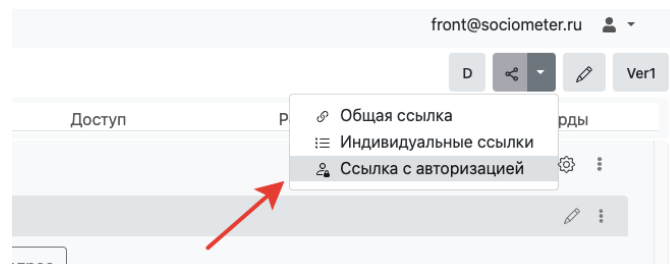 front@sociometer.ru
D
Ver1
Доступ
Общая ссылка
Индивидуальные ссылки
Ссылка с авторизацией